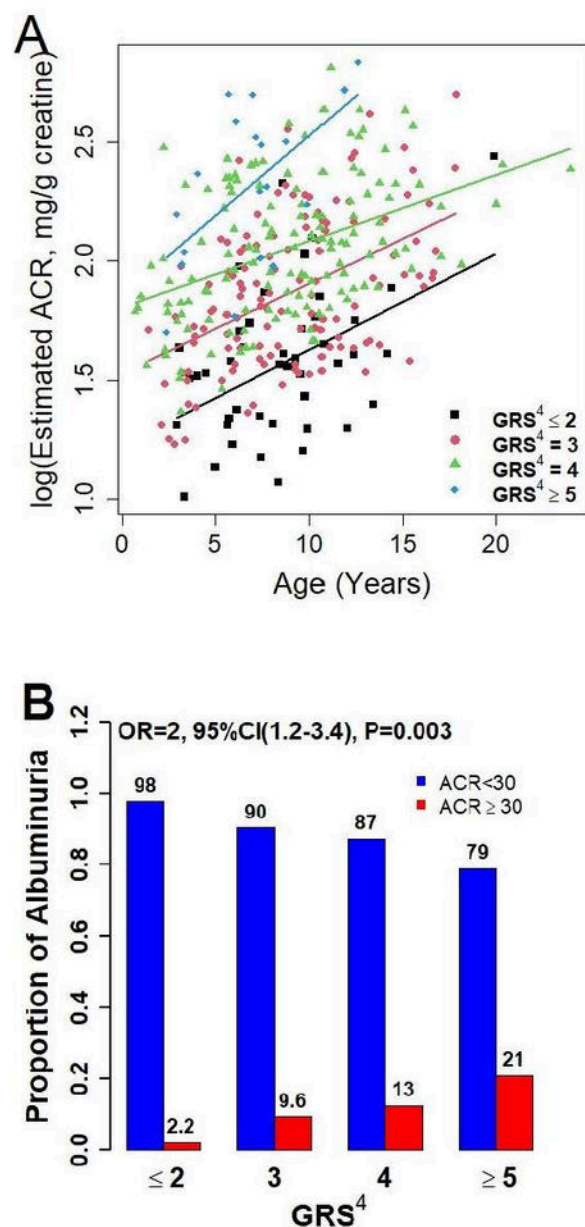 A
log(Estimated ACR, mg/g creatine)
2.5
2.0
1.5
1.0
GRS⁴ ≤ 2
GRS⁴ = 3
GRS⁴ = 4
GRS⁴ ≥ 5
0 5 10 15 20
Age (Years)
B
OR=2, 95%CI(1.2-3.4), P=0.003
Proportion of Albuminuria
1.2
1.0
0.8
0.6
0.4
0.2
0.0
ACR<30
ACR ≥ 30
98 90 87 79
2.2 9.6 13 21
≤ 2 3 4 ≥ 5
GRS⁴